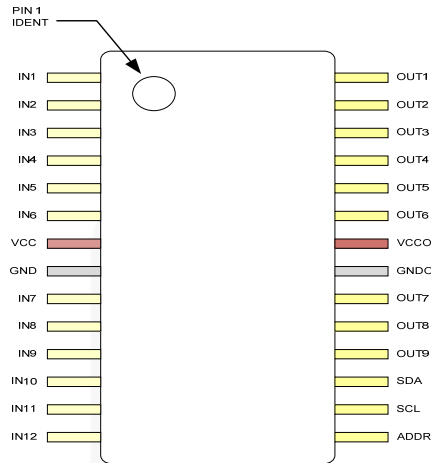 PIN 1
IDENT
IN1 OUT1
IN2 OUT2
IN3 OUT3
IN4 OUT4
IN5 OUT5
IN6 OUT6
VCC VCCO
GND GNDO
IN7 OUT7
IN8 OUT8
IN9 OUT9
IN10 SDA
IN11 SCL
IN12 ADDR